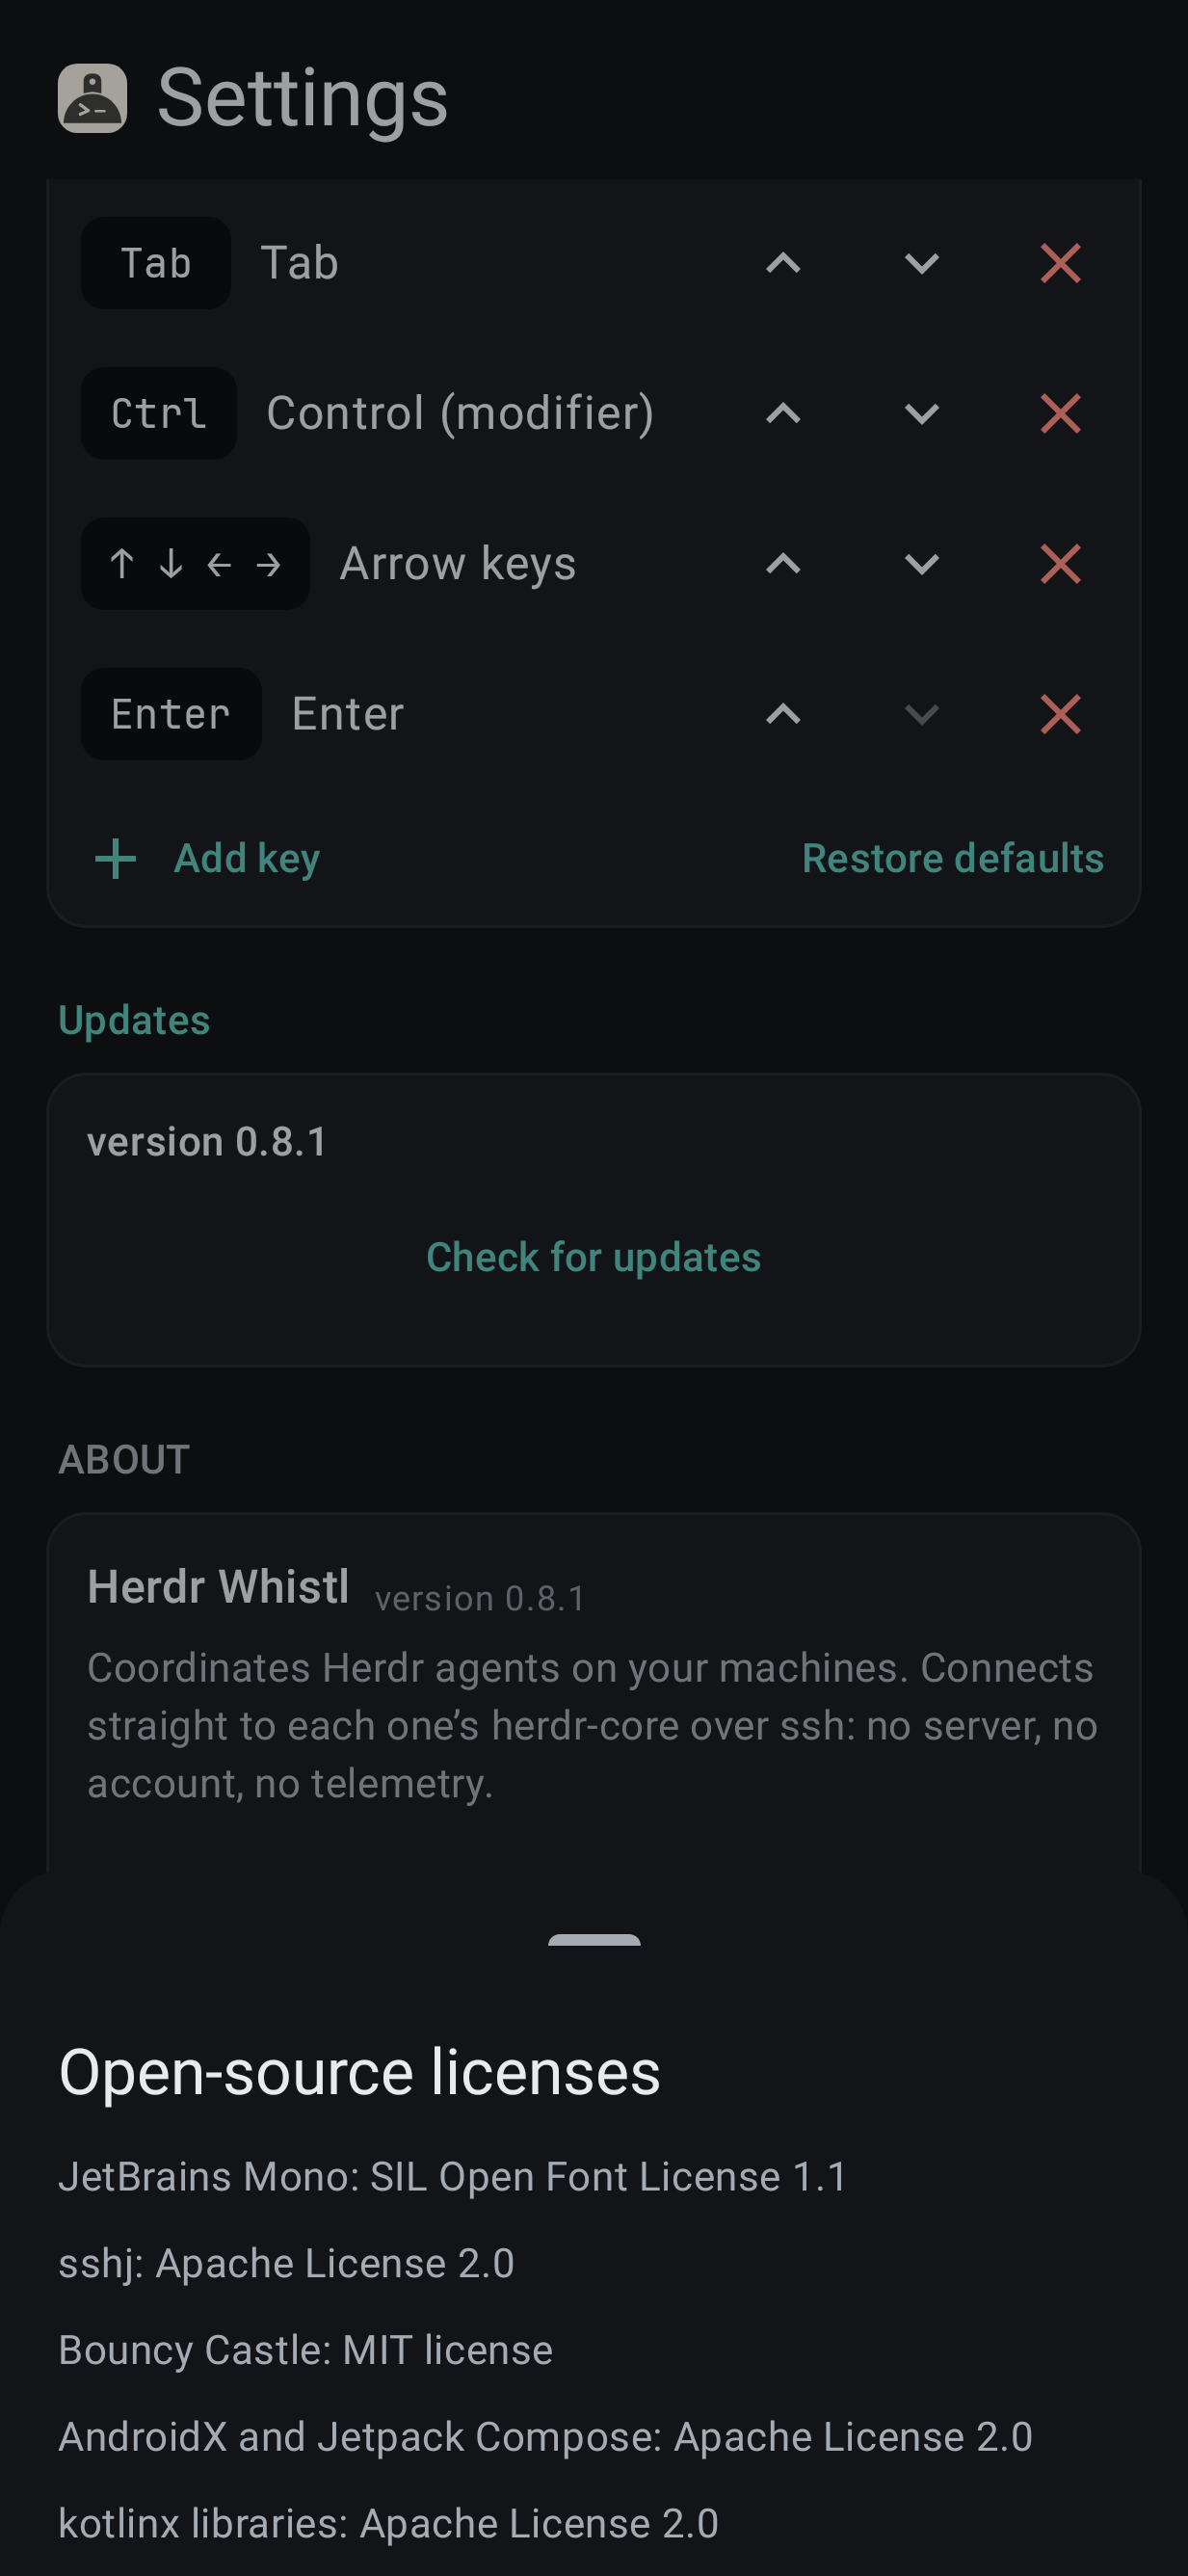 >_
Settings
Tab Tab
Ctrl Control (modifier)
↑ ↓ ← → Arrow keys
Enter Enter
Add key Restore defaults
Updates
version 0.8.1
Check for updates
ABOUT
Herdr Whistl version 0.8.1
Coordinates Herdr agents on your machines. Connects
straight to each one’s herdr-core over ssh: no server, no
account, no telemetry.
Open-source licenses
JetBrains Mono: SIL Open Font License 1.1
sshj: Apache License 2.0
Bouncy Castle: MIT license
AndroidX and Jetpack Compose: Apache License 2.0
kotlinx libraries: Apache License 2.0